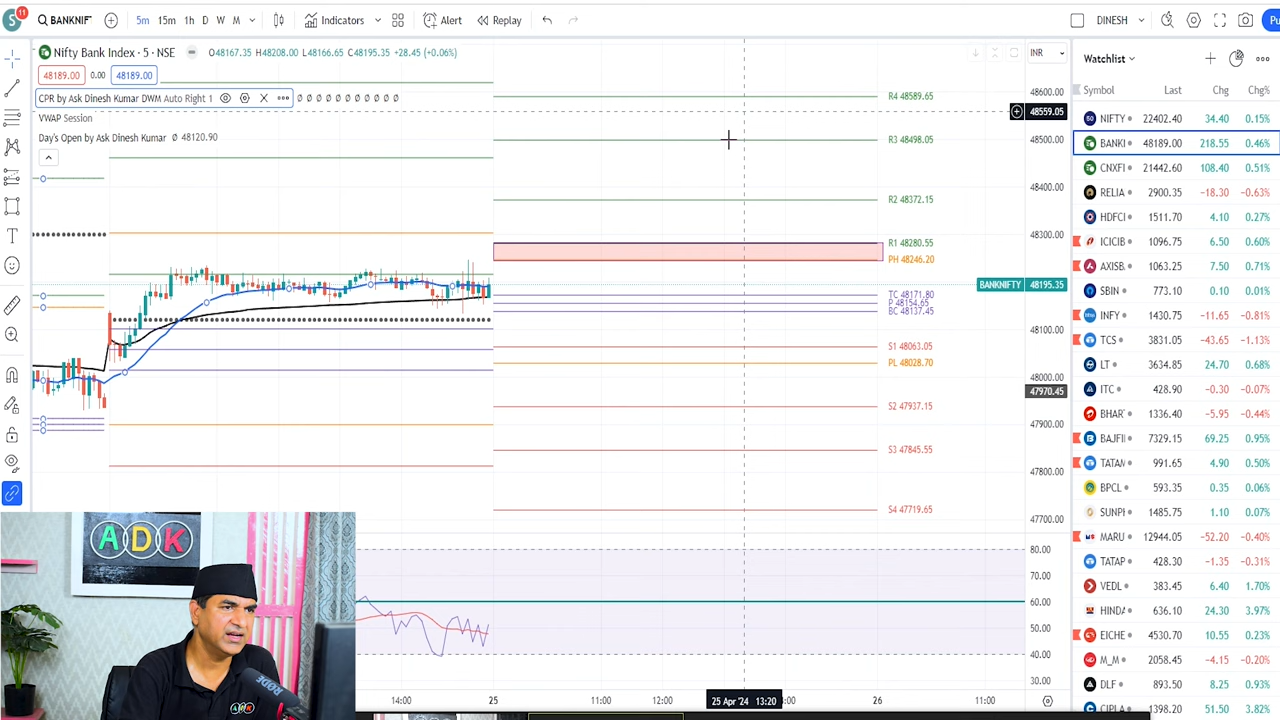 S 11 BANKNIF 5m 15m 1h D W M Indicators Alert Replay DINESH Pu
Nifty Bank Index · 5 · NSE O48167.35 H48208.00 L48166.65 C48195.35 +28.45 (+0.06%) INR
48189.00 0.00 48189.00
CPR by Ask Dinesh Kumar DWM Auto Right 1 Ø Ø Ø Ø Ø Ø Ø Ø Ø Ø Ø
VWAP Session
Day's Open by Ask Dinesh Kumar Ø 48120.90
R4 48589.65
R3 48498.05
R2 48372.15
R1 48280.55
PH 48246.20
TC 48171.80
P 48154.65
BC 48137.45
S1 48063.05
PL 48028.70
S2 47937.15
S3 47845.55
S4 47719.65
48600.00
48559.05
48500.00
48400.00
48300.00
BANKNIFTY 48195.35
48100.00
48000.00
47970.45
47900.00
47800.00
47700.00
80.00
70.00
60.00
50.00
40.00
30.00
14:00 25 11:00 12:00 25 Apr '24 13:20 :00 26 11:00
Watchlist
Symbol Last Chg Chg%
NIFTY 22402.40 34.40 0.15%
BANKI 48189.00 218.55 0.46%
CNXFI 21442.60 108.40 0.51%
RELIA 2900.35 -18.30 -0.63%
HDFCI 1511.70 4.10 0.27%
ICICIB 1096.75 6.50 0.60%
AXISB 1063.25 7.50 0.71%
SBIN 773.10 0.10 0.01%
INFY 1430.75 -11.65 -0.81%
TCS 3831.05 -43.65 -1.13%
LT 3634.85 24.70 0.68%
ITC 428.90 -0.30 -0.07%
BHAR 1336.40 -5.95 -0.44%
BAJFII 7329.15 69.25 0.95%
TATAM 991.65 4.90 0.50%
BPCL 593.35 0.35 0.06%
SUNPH 1485.75 1.10 0.07%
MARU 12944.05 -52.20 -0.40%
TATAP 428.30 -1.35 -0.31%
VEDL 383.45 6.40 1.70%
HINDA 636.10 24.30 3.97%
EICHE 4530.70 10.55 0.23%
M_M 2058.45 -4.15 -0.20%
DLF 893.50 8.25 0.93%
CIPLA 1398.20 51.50 3.82%
ADK
RODE
ADK